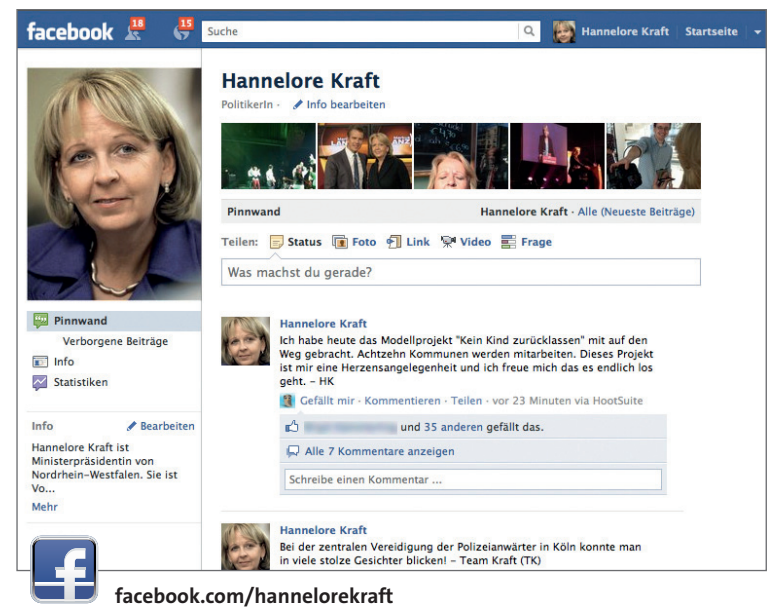 facebook 18 15 Suche Hannelore Kraft Startseite
Hannelore Kraft
PolitikerIn · Info bearbeiten
LANZ
Pinnwand Hannelore Kraft · Alle (Neueste Beiträge)
Teilen: Status Foto Link Video Frage
Was machst du gerade?
Pinnwand
Verborgene Beiträge
Info
Statistiken
Info Bearbeiten
Hannelore Kraft ist
Ministerpräsidentin von
Nordrhein-Westfalen. Sie ist
Vo...
Mehr
Hannelore Kraft
Ich habe heute das Modellprojekt "Kein Kind zurücklassen" mit auf den
Weg gebracht. Achtzehn Kommunen werden mitarbeiten. Dieses Projekt
ist mir eine Herzensangelegenheit und ich freue mich das es endlich los
geht. – HK
Gefällt mir · Kommentieren · Teilen · vor 23 Minuten via HootSuite
und 35 anderen gefällt das.
Alle 7 Kommentare anzeigen
Schreibe einen Kommentar ...
Hannelore Kraft
Bei der zentralen Vereidigung der Polizeianwärter in Köln konnte man
in viele stolze Gesichter blicken! – Team Kraft (TK)
f
facebook.com/hannelorekraft